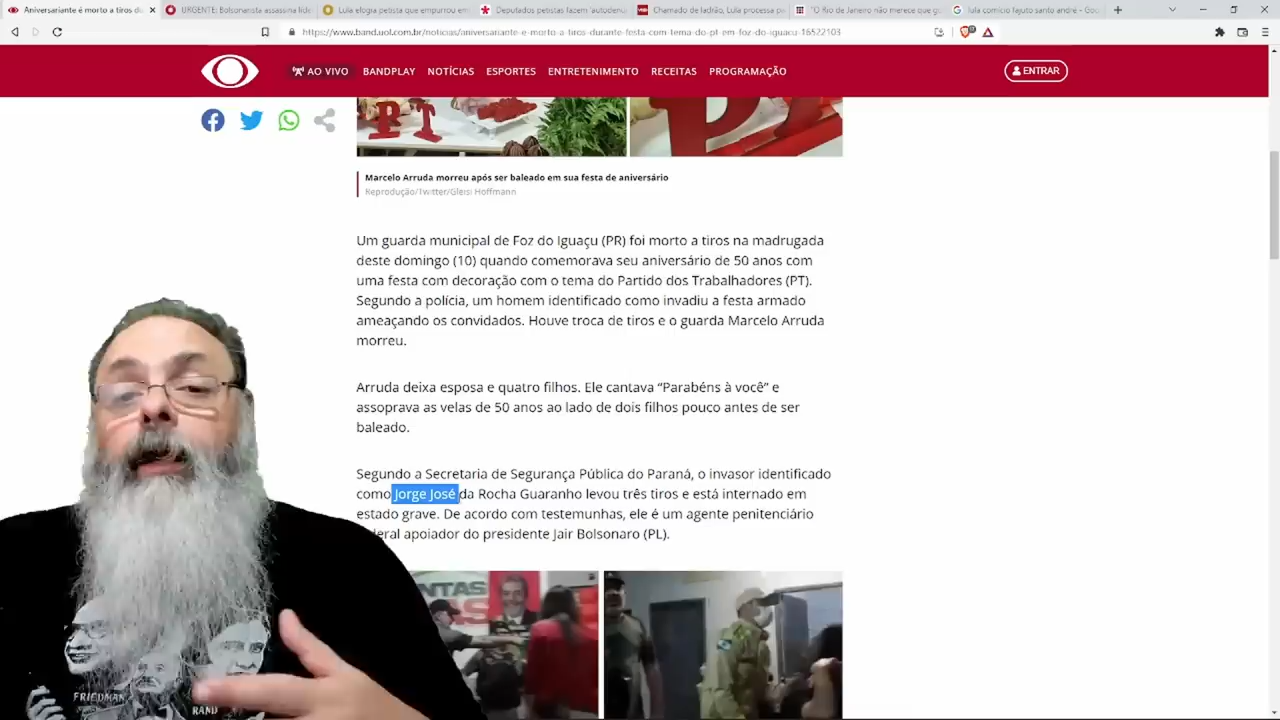 Aniversariante é morto a tiros du
URGENTE: Bolsonarista assassina líde
Lula elogia petista que empurrou em
Deputados petistas fazem 'autodenú
Chamado de ladrão, Lula processa pa
"O Rio de Janeiro não merece que g
lula comício fajuto santo andré - Goo
https://www.band.uol.com.br/noticias/aniversariante-e-morto-a-tiros-durante-festa-com-tema-do-pt-em-foz-do-iguacu-16522103
AO VIVO BANDPLAY NOTÍCIAS ESPORTES ENTRETENIMENTO RECEITAS PROGRAMAÇÃO ENTRAR
PT
Marcelo Arruda morreu após ser baleado em sua festa de aniversário
Reprodução/Twitter/Gleisi Hoffmann
Um guarda municipal de Foz do Iguaçu (PR) foi morto a tiros na madrugada
deste domingo (10) quando comemorava seu aniversário de 50 anos com
uma festa com decoração com o tema do Partido dos Trabalhadores (PT).
Segundo a polícia, um homem identificado como invadiu a festa armado
ameaçando os convidados. Houve troca de tiros e o guarda Marcelo Arruda
morreu.
Arruda deixa esposa e quatro filhos. Ele cantava “Parabéns à você” e
assoprava as velas de 50 anos ao lado de dois filhos pouco antes de ser
baleado.
Segundo a Secretaria de Segurança Pública do Paraná, o invasor identificado
como Jorge José da Rocha Guaranho levou três tiros e está internado em
estado grave. De acordo com testemunhas, ele é um agente penitenciário
deral apoiador do presidente Jair Bolsonaro (PL).
NTAS
FRIEDMAN
RAND